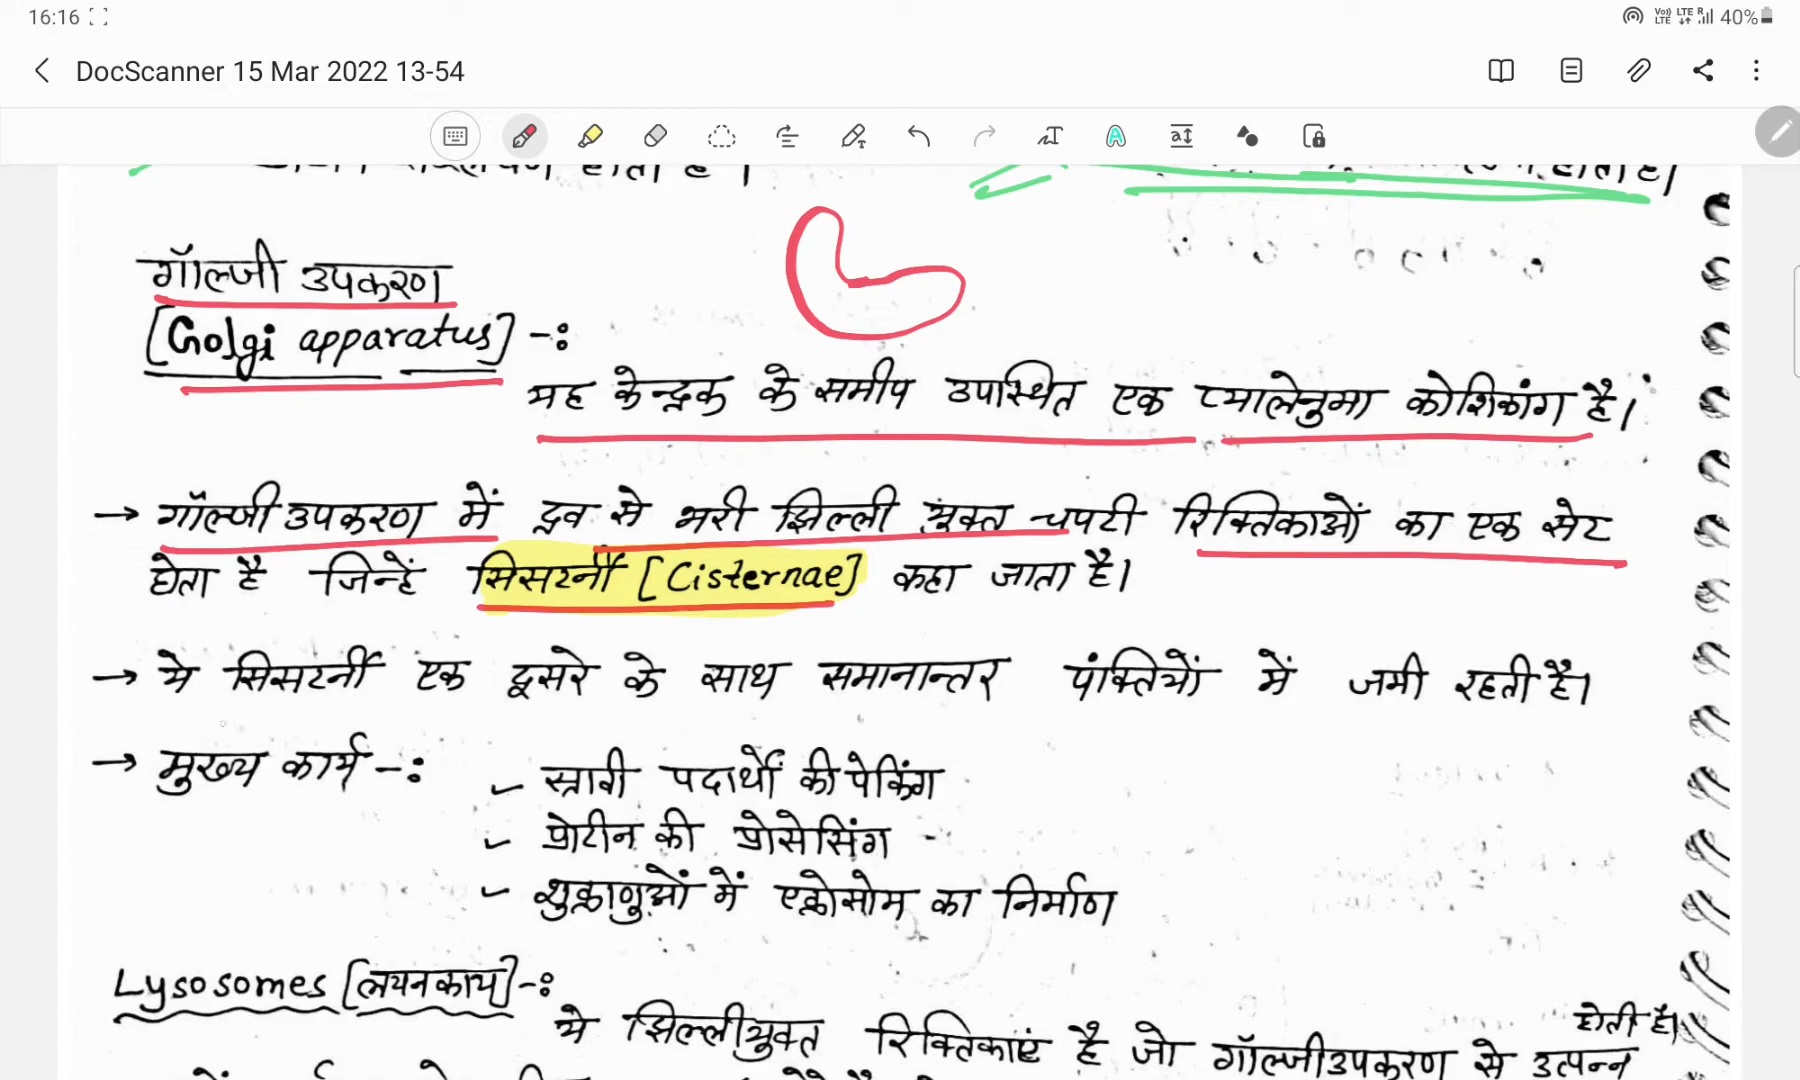 16:16
40%
DocScanner 15 Mar 2022 13-54
होता है।
होता है।
गॉल्जी उपकरण
[Golgi apparatus] -:
यह केन्द्रक के समीप उपस्थित एक प्यालेनुमा कोशिकांग है।
→ गॉल्जी उपकरण में द्रव से भरी झिल्ली युक्त चपटी रिक्तिकाओं का एक सेट
होता है जिन्हें सिसटर्नी [Cisternae] कहा जाता है।
→ ये सिसटर्नी एक दूसरे के साथ समानान्तर पंक्तियों में जमी रहती है।
→ मुख्य कार्य -:
स्त्रावी पदार्थों की पेकिंग
प्रोटीन की प्रोसेसिंग
शुक्राणुओं में एक्रोसोम का निर्माण
Lysosomes [लयनकाय] -:
ये झिल्लीयुक्त रिक्तिकाएं है जो गॉल्जीउपकरण से उत्पन्न होती है।